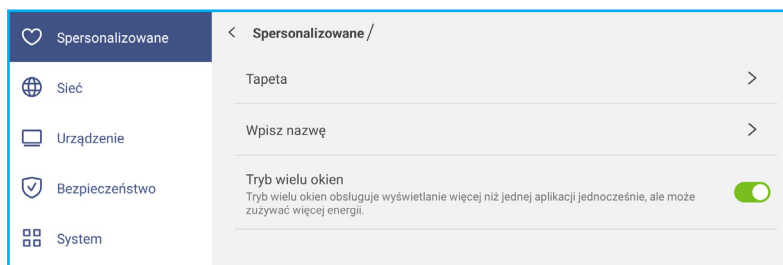 Spersonalizowane
Sieć
Urządzenie
Bezpieczeństwo
System
Spersonalizowane /
Tapeta
Wpisz nazwę
Tryb wielu okien
Tryb wielu okien obsługuje wyświetlanie więcej niż jednej aplikacji jednocześnie, ale może
zużywać więcej energii.